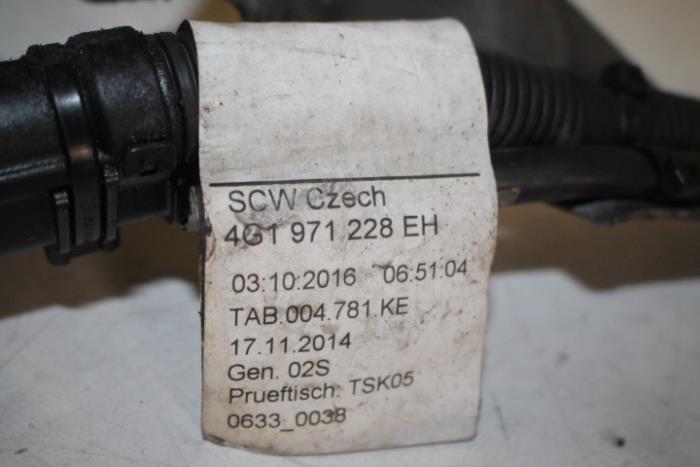 SCW Czech
4G1 971 228 EH
03:10:2016 06:51:04
TAB.004.781.KE
17.11.2014
Gen. 02S
Prueftisch: TSK05
0633_0038